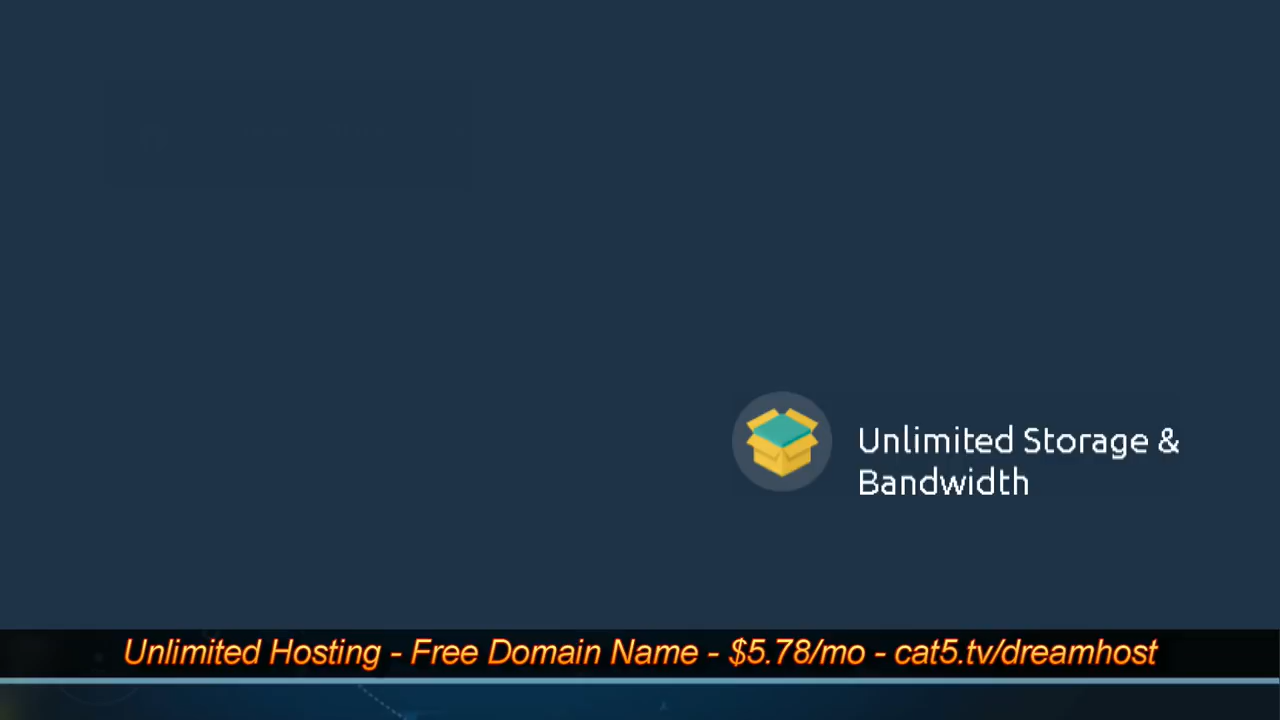 Unlimited Storage &
Bandwidth
Unlimited Hosting - Free Domain Name - $5.78/mo - cat5.tv/dreamhost